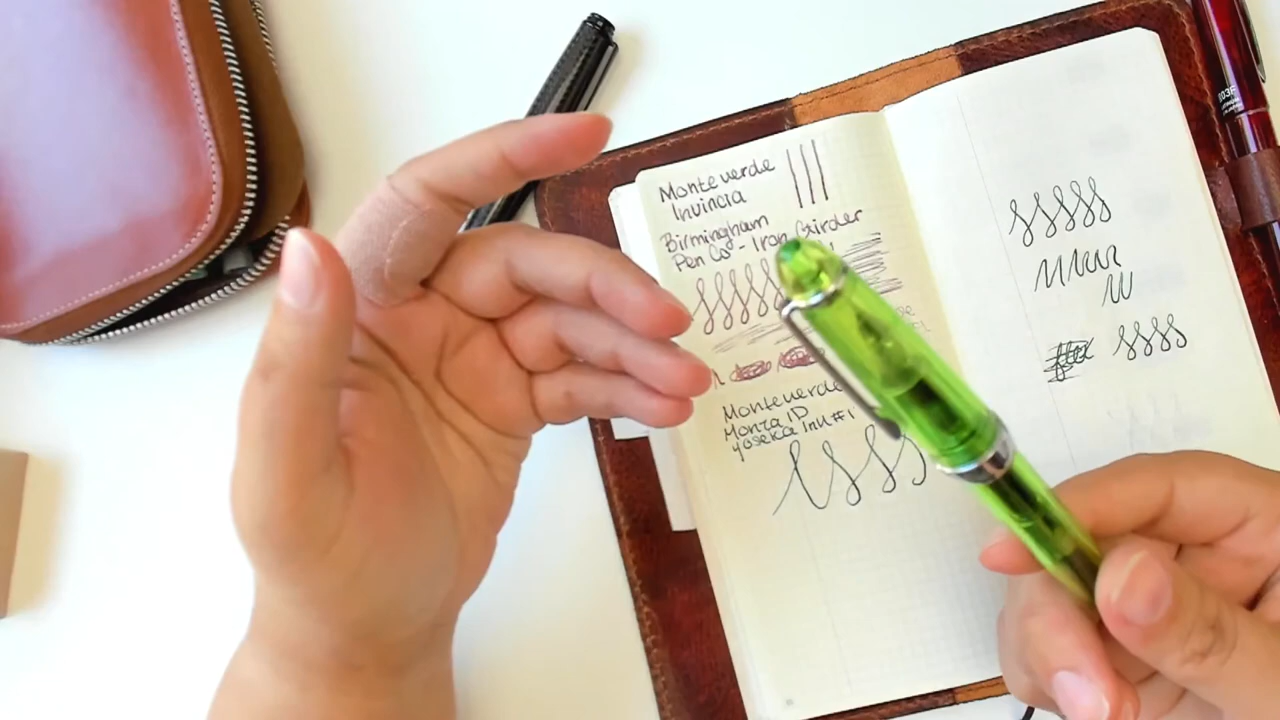 Monteverde
Invincia
Birmingham
Pen Co - Iron Girder
Monteverde
Monza ID
Yoseka Ink #1